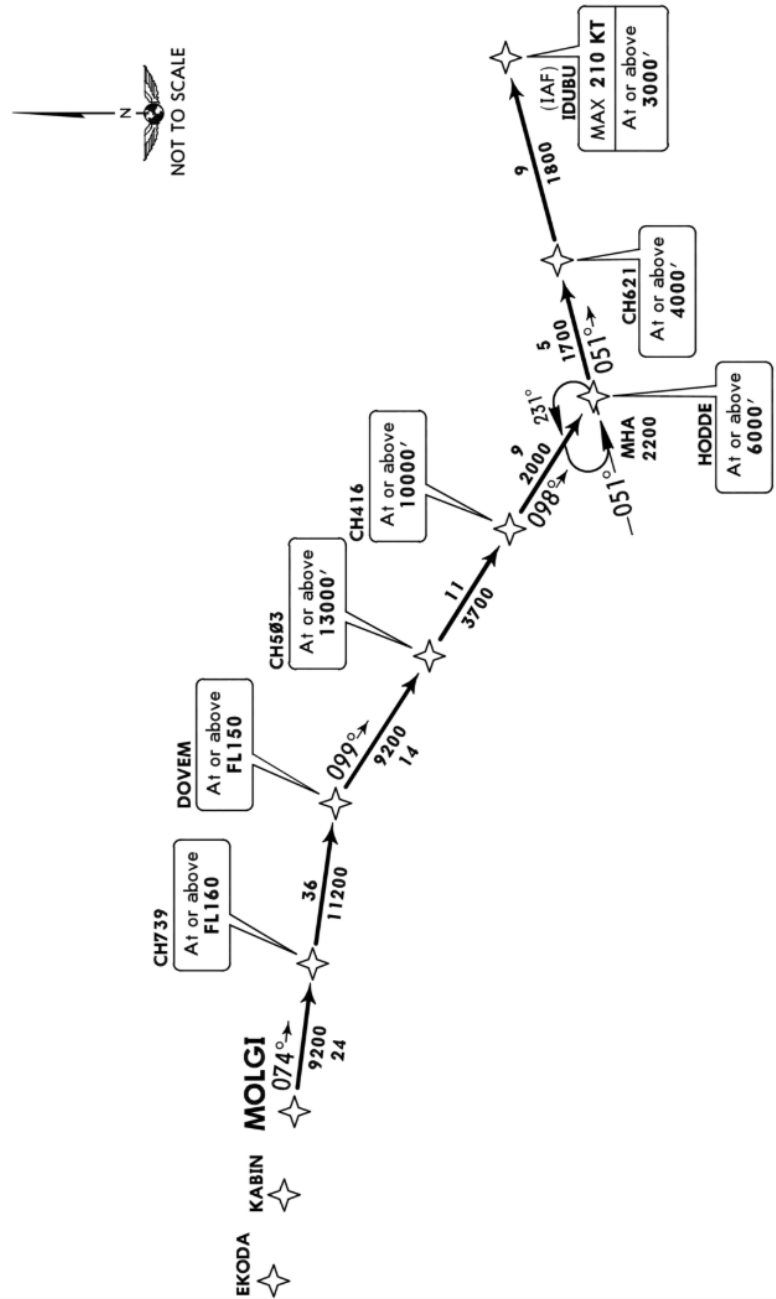 N
NOT TO SCALE
EKODA
KABIN
MOLGI
074°→
9200
24
CH739
At or above
FL160
36
11200
DOVEM
At or above
FL150
099°→
9200
14
CH5Ø3
At or above
13000'
11
3700
CH416
At or above
10000'
9
2000
098°→
231°
—051°—
MHA
2200
HODDE
At or above
6000'
5
1700
051°→
CH621
At or above
4000'
9
1800
(IAF)
IDUBU
MAX 210 KT
At or above
3000'